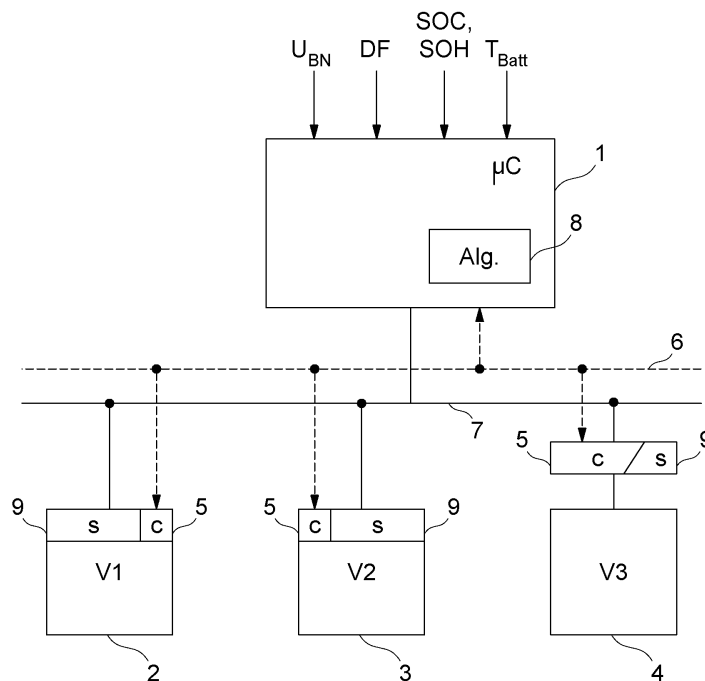 SOC,
U_BN DF SOH T_Batt
µC
1
8
Alg.
6
7
5 c s 9
9 s c 5
5 c s 9
V1 V2 V3
2 3 4